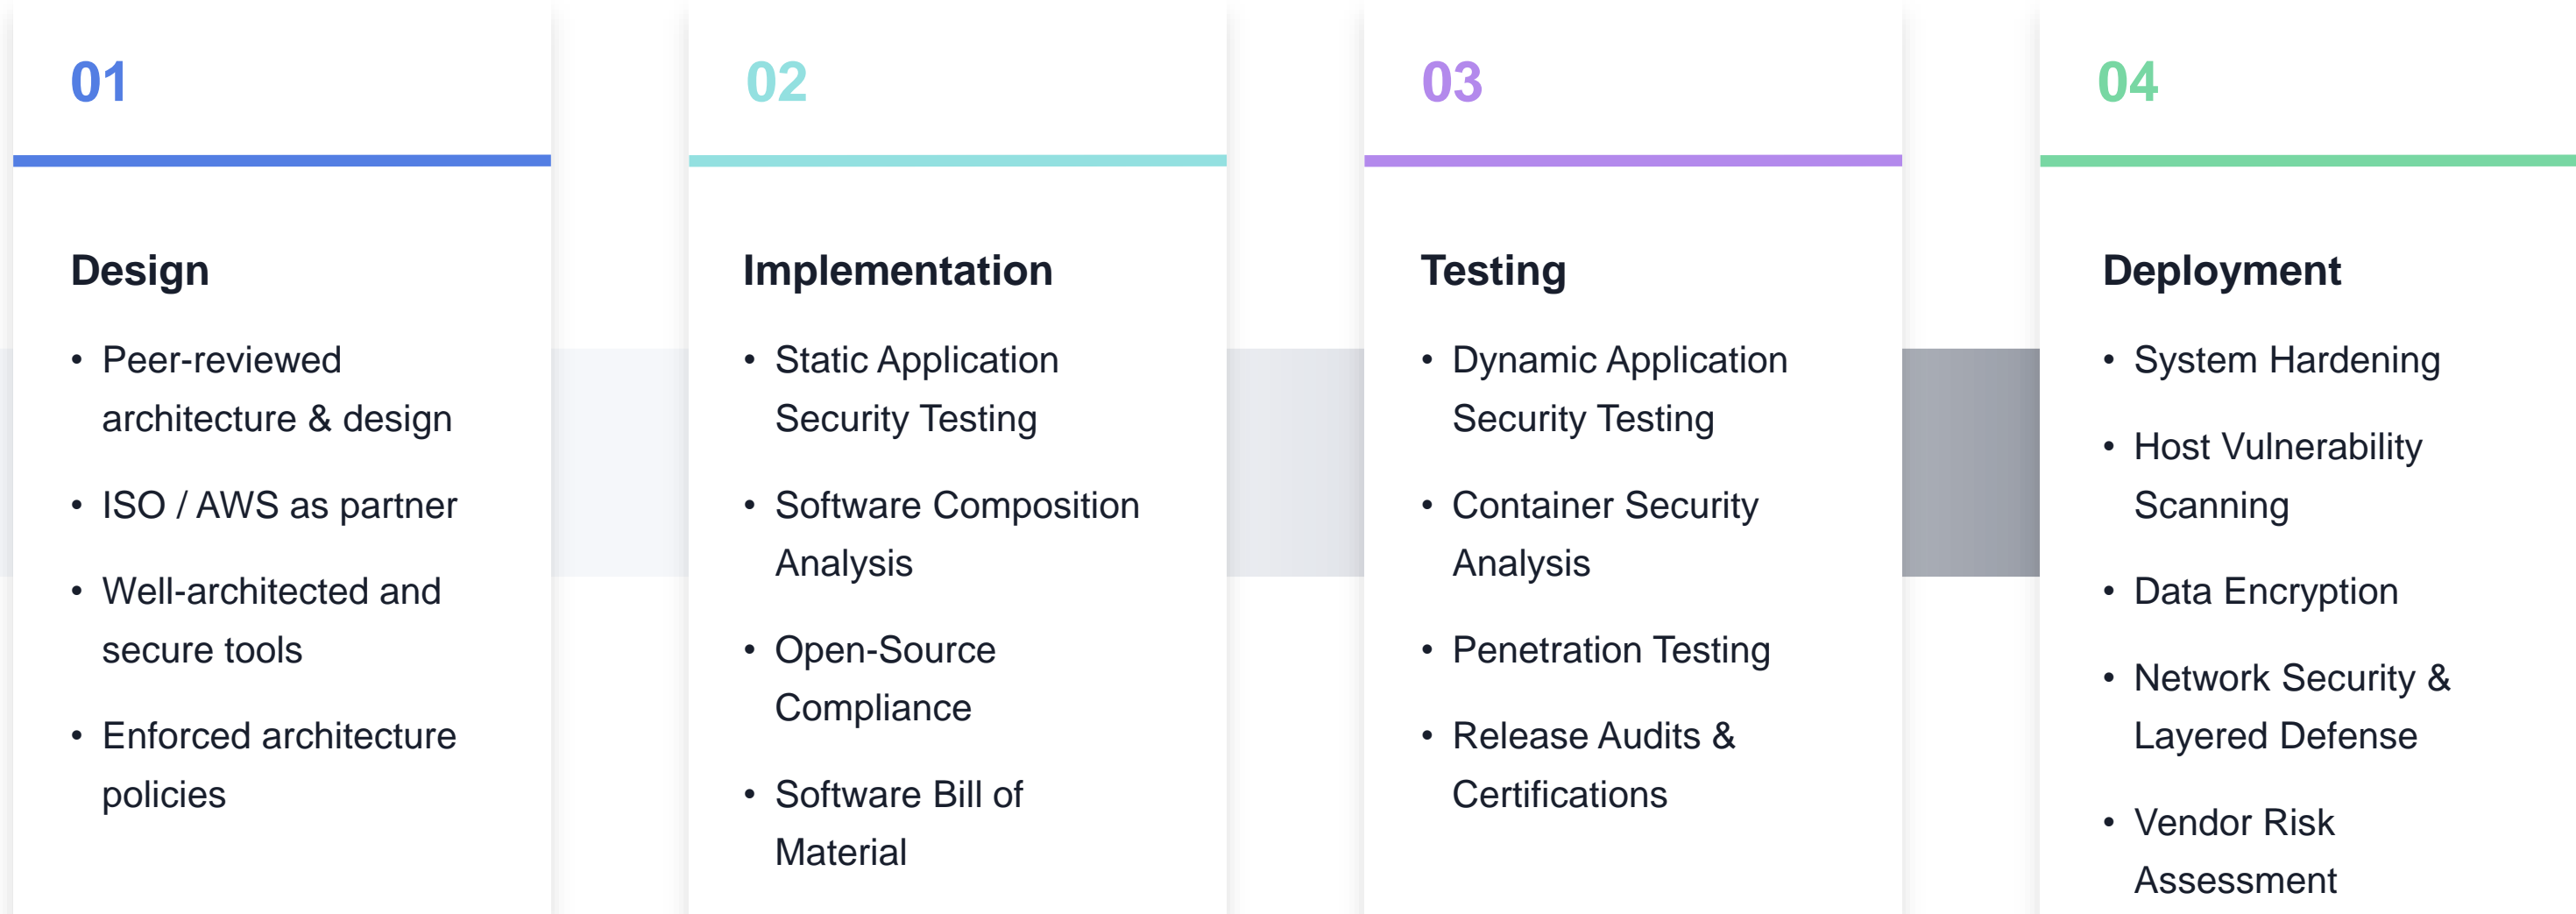 01
Design
• Peer-reviewed
architecture & design
• ISO / AWS as partner
• Well-architected and
secure tools
• Enforced architecture
policies
02
Implementation
• Static Application
Security Testing
• Software Composition
Analysis
• Open-Source
Compliance
• Software Bill of
Material
03
Testing
• Dynamic Application
Security Testing
• Container Security
Analysis
• Penetration Testing
• Release Audits &
Certifications
04
Deployment
• System Hardening
• Host Vulnerability
Scanning
• Data Encryption
• Network Security &
Layered Defense
• Vendor Risk
Assessment